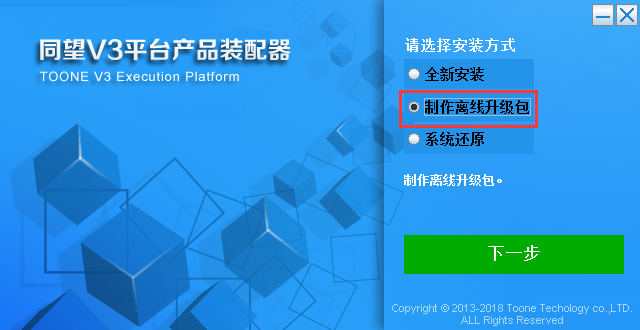 同望V3平台产品装配器
TOONE V3 Execution Platform
请选择安装方式
全新安装
制作离线升级包
系统还原
制作离线升级包。
下一步
Copyright © 2013-2018 Toone Techology co.,LTD.
ALL Rights Reserved